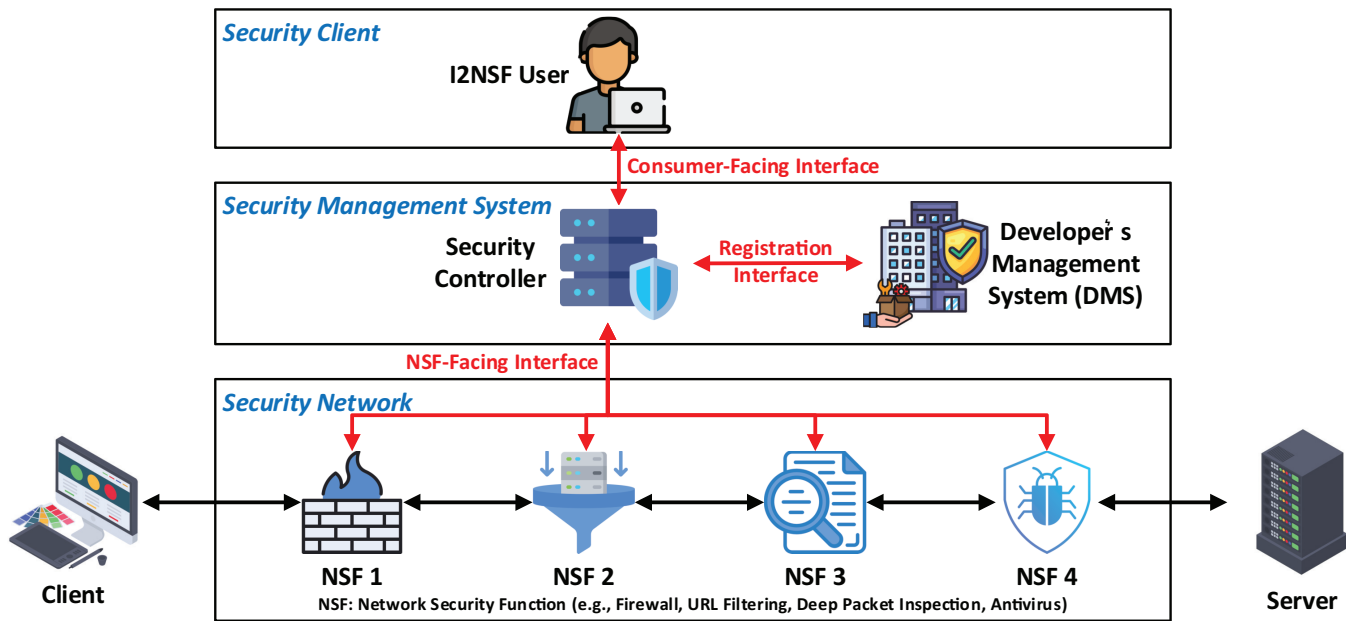 Security Client
I2NSF User
Consumer-Facing Interface
Security Management System
Security
Controller
Registration
Interface
Developer's
Management
System (DMS)
NSF-Facing Interface
Security Network
NSF 1
NSF 2
NSF 3
NSF 4
Client
Server
NSF: Network Security Function (e.g., Firewall, URL Filtering, Deep Packet Inspection, Antivirus)